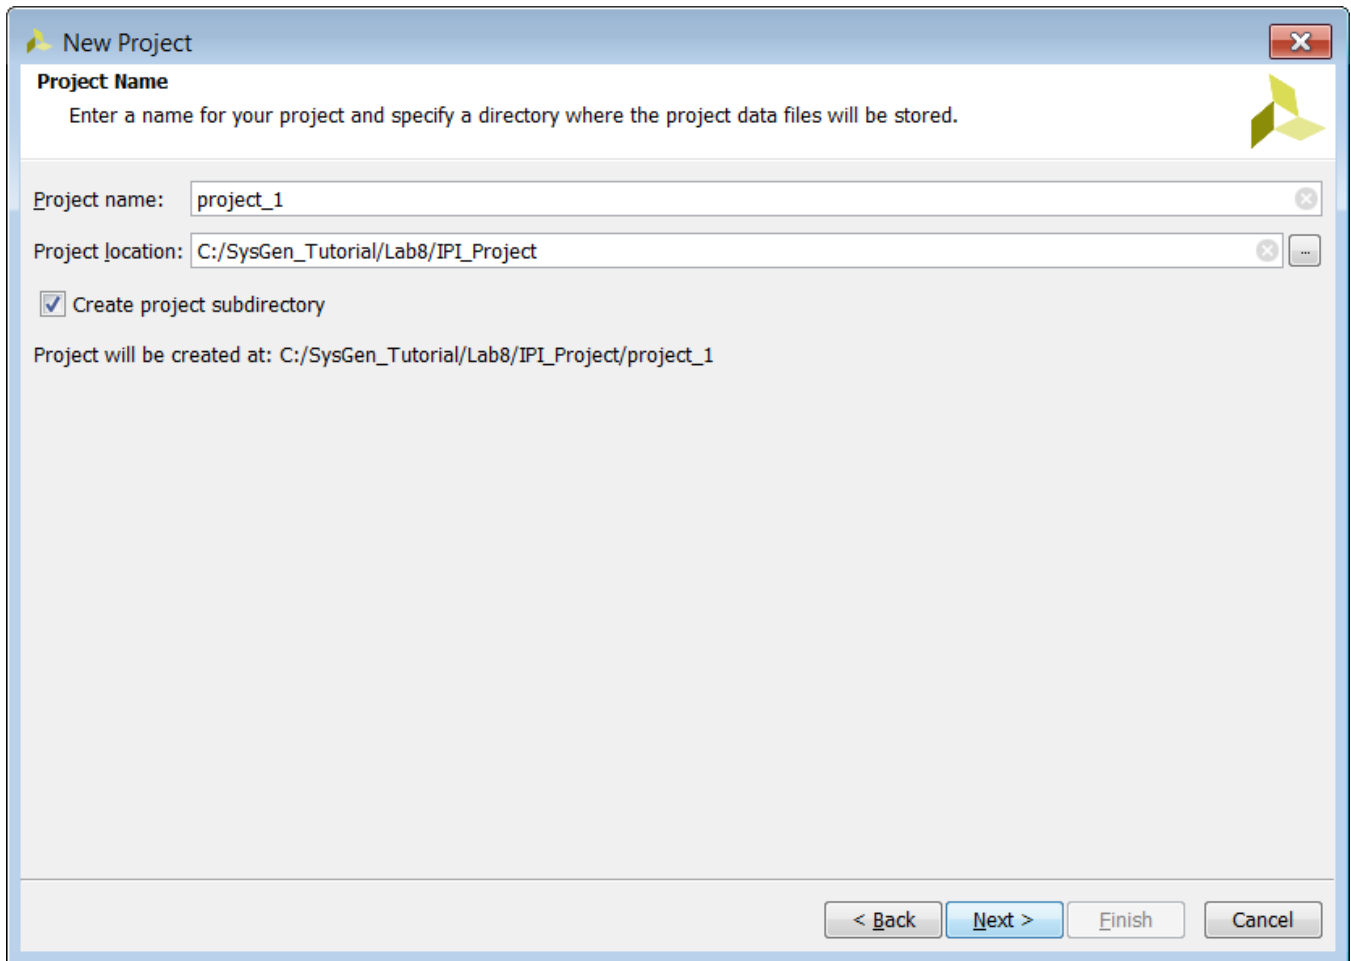 New Project
Project Name
Enter a name for your project and specify a directory where the project data files will be stored.
Project name: project_1
Project location: C:/SysGen_Tutorial/Lab8/IPI_Project ...
Create project subdirectory
Project will be created at: C:/SysGen_Tutorial/Lab8/IPI_Project/project_1
< Back Next > Finish Cancel